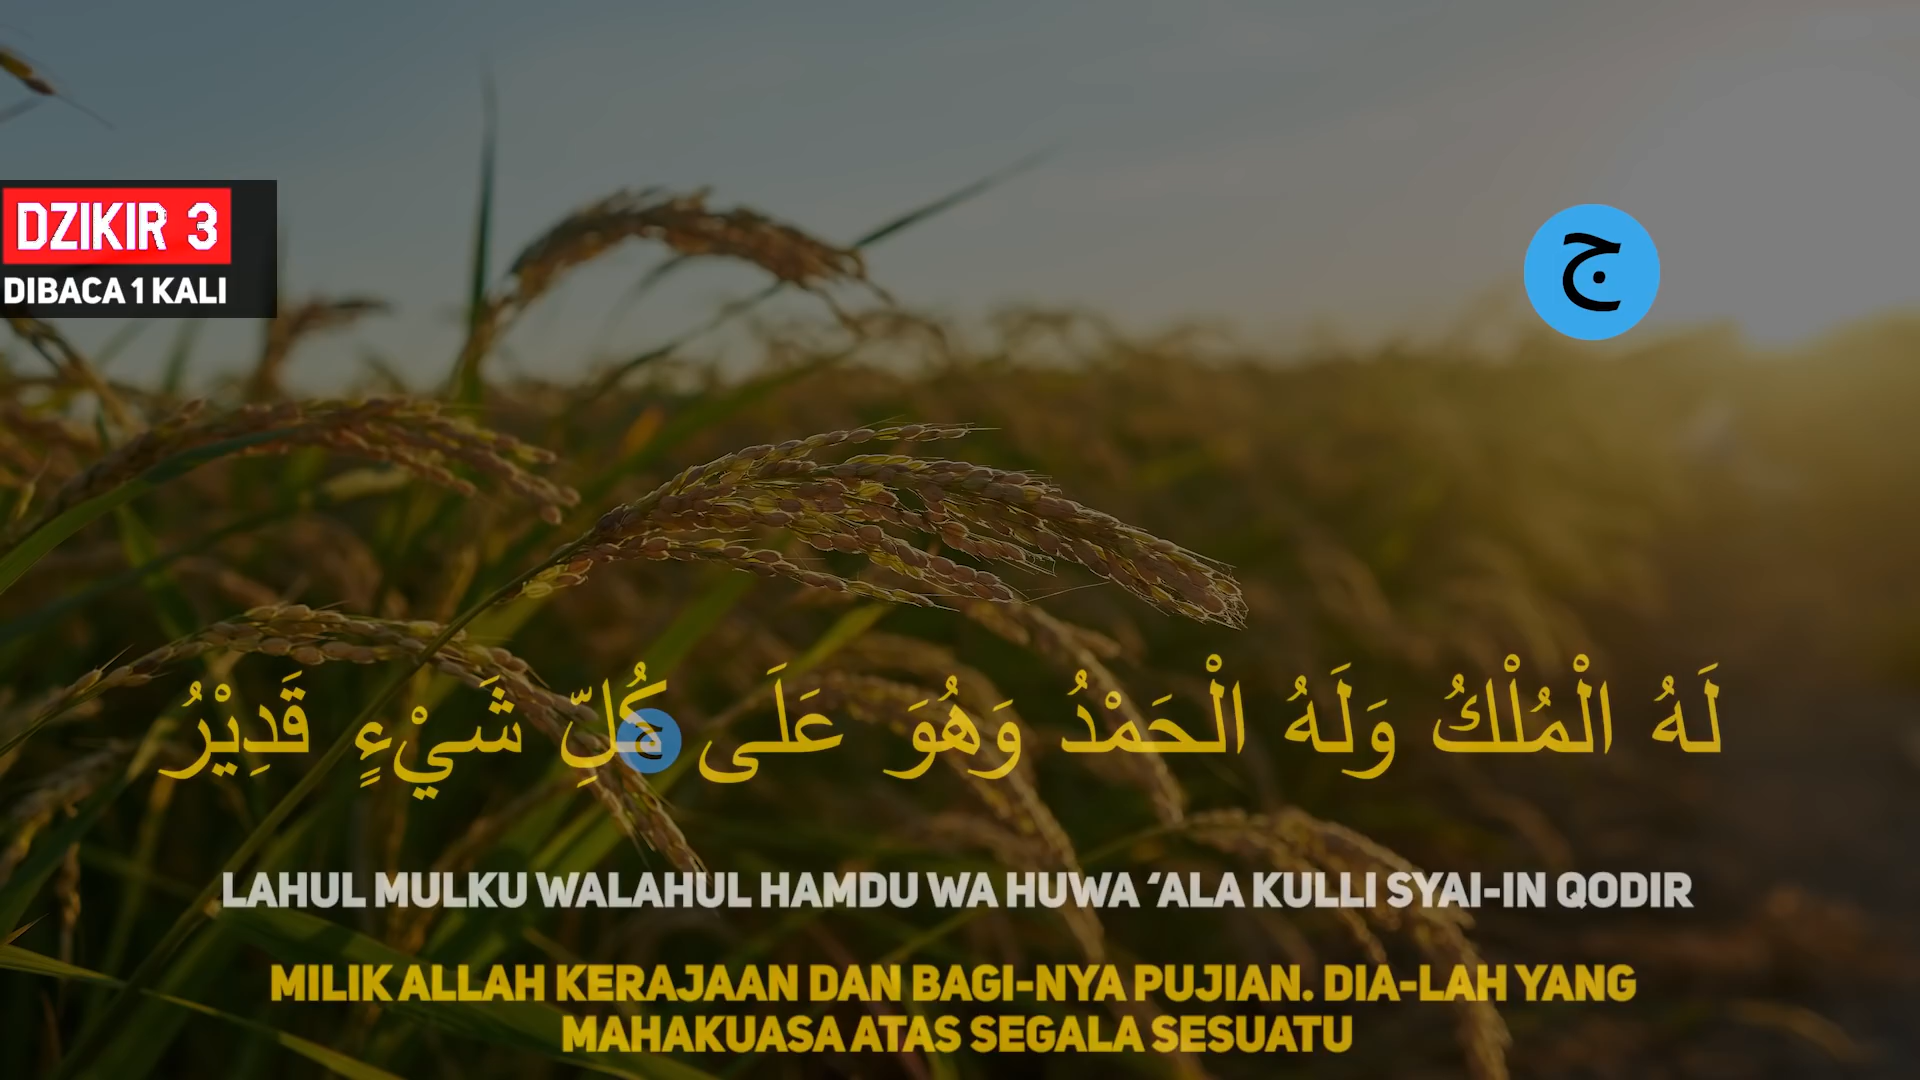 DZIKIR 3
DIBACA 1 KALI
ج
لَهُ الْمُلْكُ وَلَهُ الْحَمْدُ وَهُوَ عَلَى كُلِّ شَيْءٍ قَدِيْرُ
ج
LAHUL MULKU WALAHUL HAMDU WA HUWA ‘ALA KULLI SYAI-IN QODIR
MILIK ALLAH KERAJAAN DAN BAGI-NYA PUJIAN. DIA-LAH YANG
MAHAKUASA ATAS SEGALA SESUATU